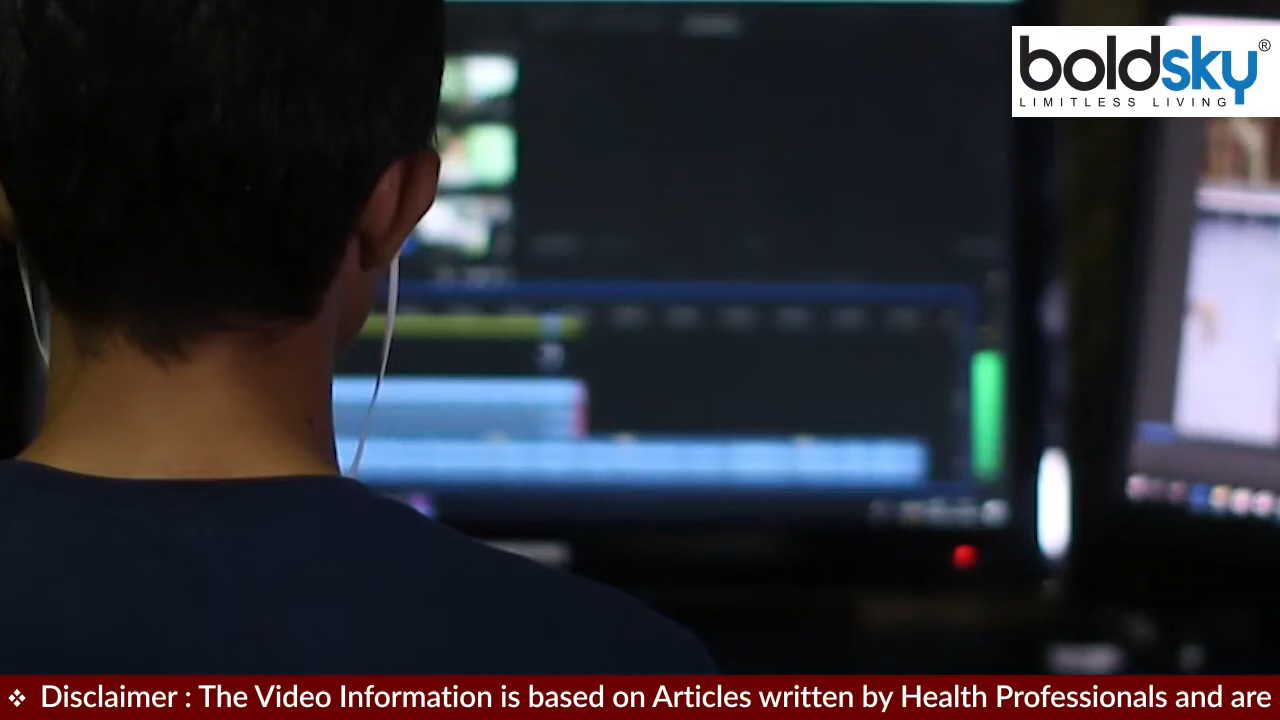 boldsky®
LIMITLESS LIVING
❖ Disclaimer : The Video Information is based on Articles written by Health Professionals and are